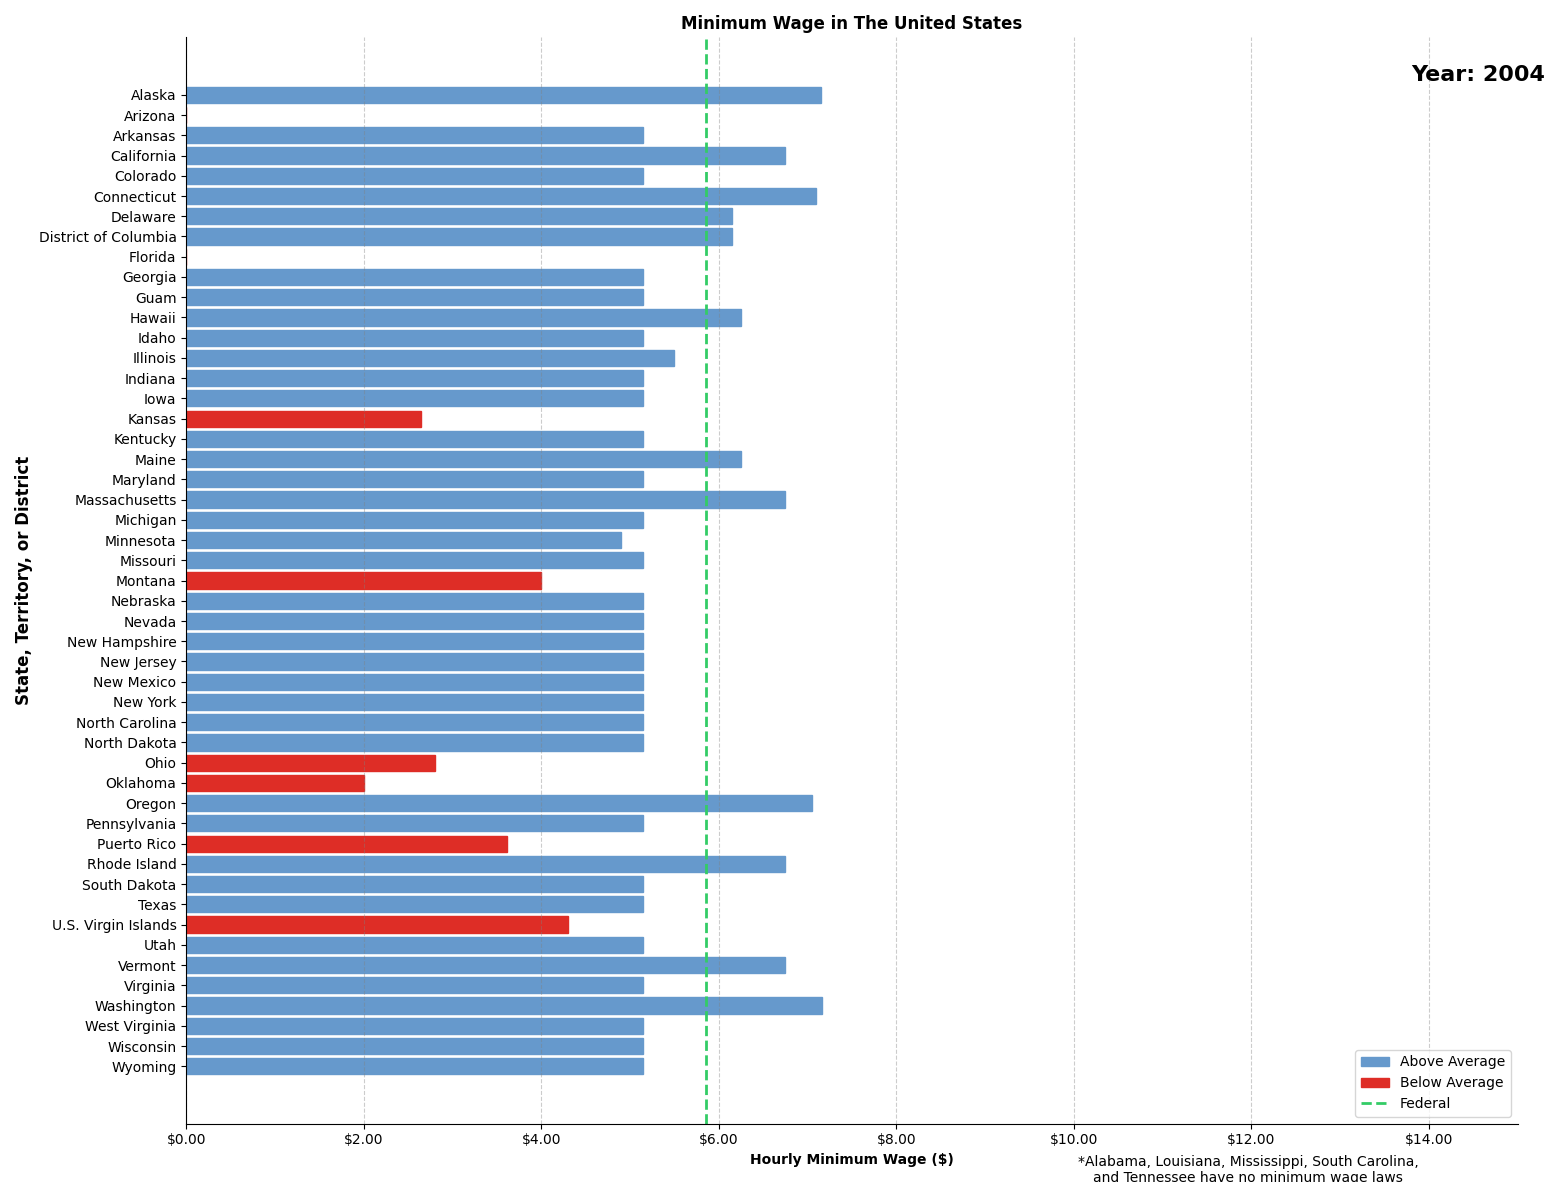 Minimum Wage in The United States
Year: 2004
State, Territory, or District
Alaska
Arizona
Arkansas
California
Colorado
Connecticut
Delaware
District of Columbia
Florida
Georgia
Guam
Hawaii
Idaho
Illinois
Indiana
Iowa
Kansas
Kentucky
Maine
Maryland
Massachusetts
Michigan
Minnesota
Missouri
Montana
Nebraska
Nevada
New Hampshire
New Jersey
New Mexico
New York
North Carolina
North Dakota
Ohio
Oklahoma
Oregon
Pennsylvania
Puerto Rico
Rhode Island
South Dakota
Texas
U.S. Virgin Islands
Utah
Vermont
Virginia
Washington
West Virginia
Wisconsin
Wyoming
Above Average
Below Average
Federal
$0.00 $2.00 $4.00 $6.00 $8.00 $10.00 $12.00 $14.00
Hourly Minimum Wage ($)
*Alabama, Louisiana, Mississippi, South Carolina,
and Tennessee have no minimum wage laws